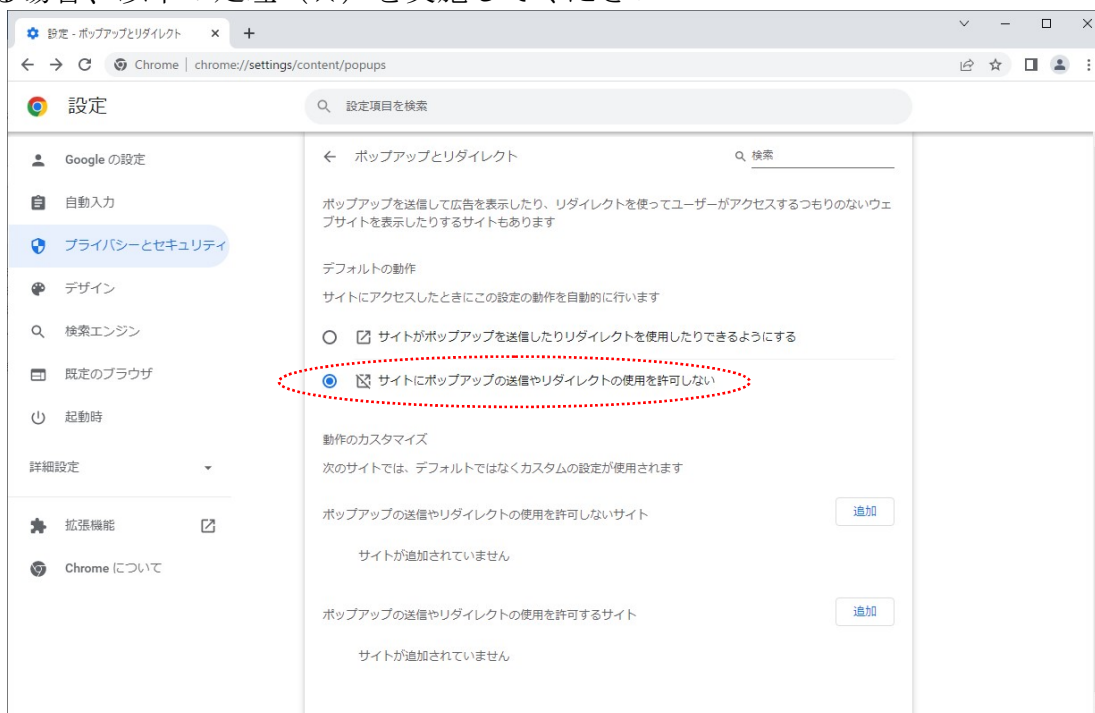 場合、以下の処理（※）を実施してください
設定 - ポップアップとリダイレクト
Chrome | chrome://settings/content/popups
設定
設定項目を検索
Google の設定
自動入力
プライバシーとセキュリティ
デザイン
検索エンジン
既定のブラウザ
起動時
詳細設定
拡張機能
Chrome について
ポップアップとリダイレクト
検索
ポップアップを送信して広告を表示したり、リダイレクトを使ってユーザーがアクセスするつもりのないウェ
ブサイトを表示したりするサイトもあります
デフォルトの動作
サイトにアクセスしたときにこの設定の動作を自動的に行います
サイトがポップアップを送信したりリダイレクトを使用したりできるようにする
サイトにポップアップの送信やリダイレクトの使用を許可しない
動作のカスタマイズ
次のサイトでは、デフォルトではなくカスタムの設定が使用されます
ポップアップの送信やリダイレクトの使用を許可しないサイト
追加
サイトが追加されていません
ポップアップの送信やリダイレクトの使用を許可するサイト
追加
サイトが追加されていません